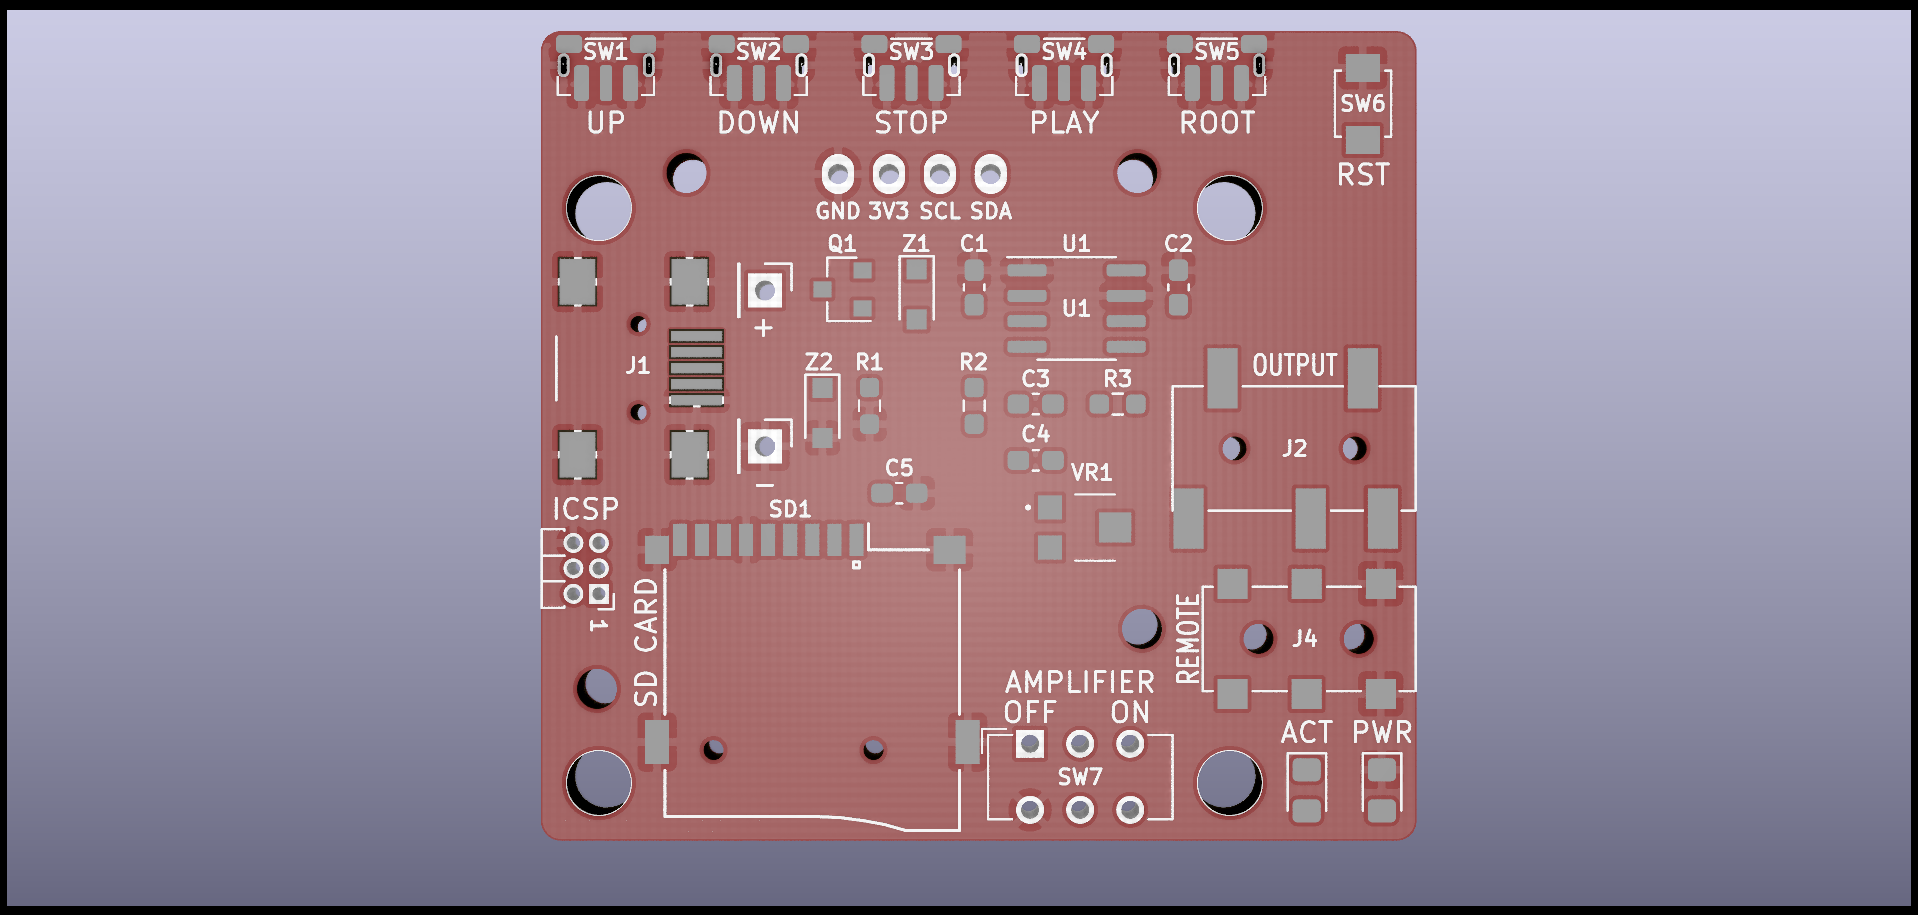 SW1 SW2 SW3 SW4 SW5
SW6
UP DOWN STOP PLAY ROOT
RST
GND 3V3 SCL SDA
Q1 Z1 C1 U1 C2
U1
+
J1 Z2 R1 R2 OUTPUT
C3 R3
C4
J2
C5 VR1
−
ICSP SD1
1
SD CARD
REMOTE
J4
AMPLIFIER
OFF ON
ACT PWR
SW7